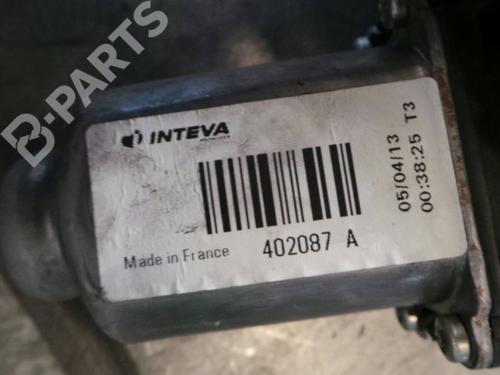 B-PARTS
INTEVA
Made in France
402087 A
05/04/13
00:38:25 T3